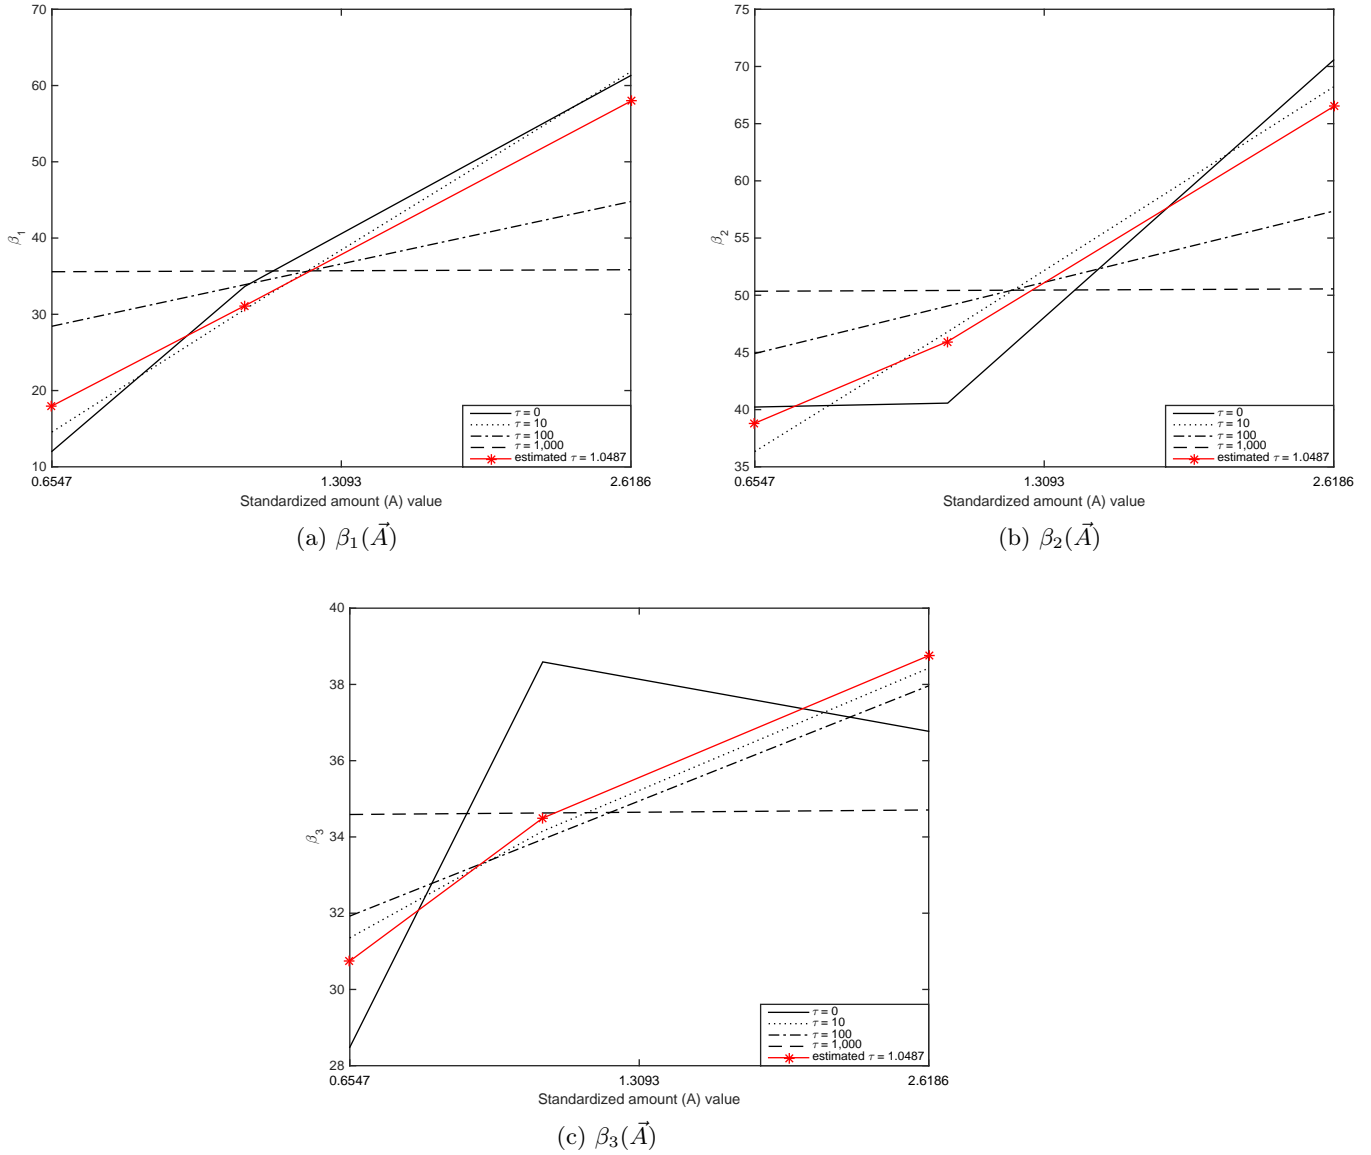 70
60
50
40
30
20
10
β1
0.6547
1.3093
2.6186
Standardized amount (A) value
τ = 0
τ = 10
τ = 100
τ = 1,000
estimated τ = 1.0487
(a) β₁(A⃗)
75
70
65
60
55
50
45
40
35
β2
0.6547
1.3093
2.6186
Standardized amount (A) value
τ = 0
τ = 10
τ = 100
τ = 1,000
estimated τ = 1.0487
(b) β₂(A⃗)
40
38
36
34
32
30
28
β3
0.6547
1.3093
2.6186
Standardized amount (A) value
τ = 0
τ = 10
τ = 100
τ = 1,000
estimated τ = 1.0487
(c) β₃(A⃗)